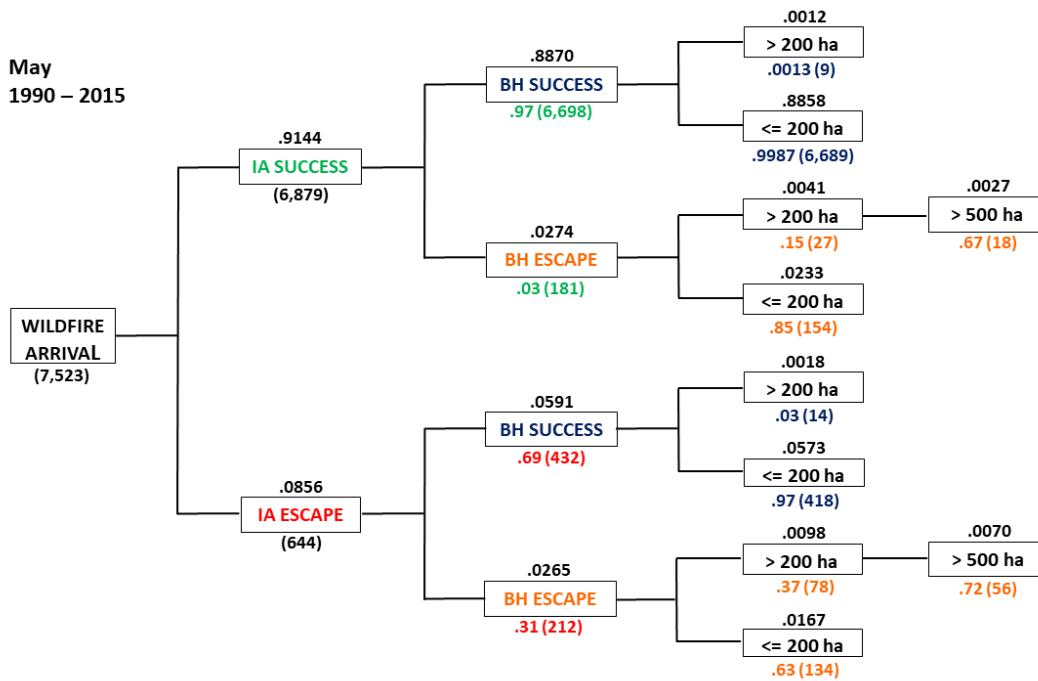 May
1990 – 2015
WILDFIRE
ARRIVAL
(7,523)
.9144
IA SUCCESS
(6,879)
.8870
BH SUCCESS
.97 (6,698)
.0012
> 200 ha
.0013 (9)
.8858
<= 200 ha
.9987 (6,689)
.0274
BH ESCAPE
.03 (181)
.0041
> 200 ha
.15 (27)
.0027
> 500 ha
.67 (18)
.0233
<= 200 ha
.85 (154)
.0856
IA ESCAPE
(644)
.0591
BH SUCCESS
.69 (432)
.0018
> 200 ha
.03 (14)
.0573
<= 200 ha
.97 (418)
.0265
BH ESCAPE
.31 (212)
.0098
> 200 ha
.37 (78)
.0070
> 500 ha
.72 (56)
.0167
<= 200 ha
.63 (134)